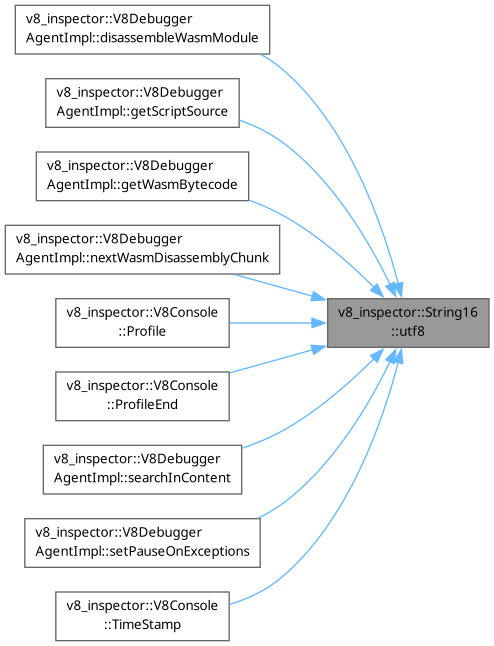 v8_inspector::V8Debugger
AgentImpl::disassembleWasmModule
v8_inspector::V8Debugger
AgentImpl::getScriptSource
v8_inspector::V8Debugger
AgentImpl::getWasmBytecode
v8_inspector::V8Debugger
AgentImpl::nextWasmDisassemblyChunk
v8_inspector::V8Console
::Profile
v8_inspector::String16
::utf8
v8_inspector::V8Console
::ProfileEnd
v8_inspector::V8Debugger
AgentImpl::searchInContent
v8_inspector::V8Debugger
AgentImpl::setPauseOnExceptions
v8_inspector::V8Console
::TimeStamp